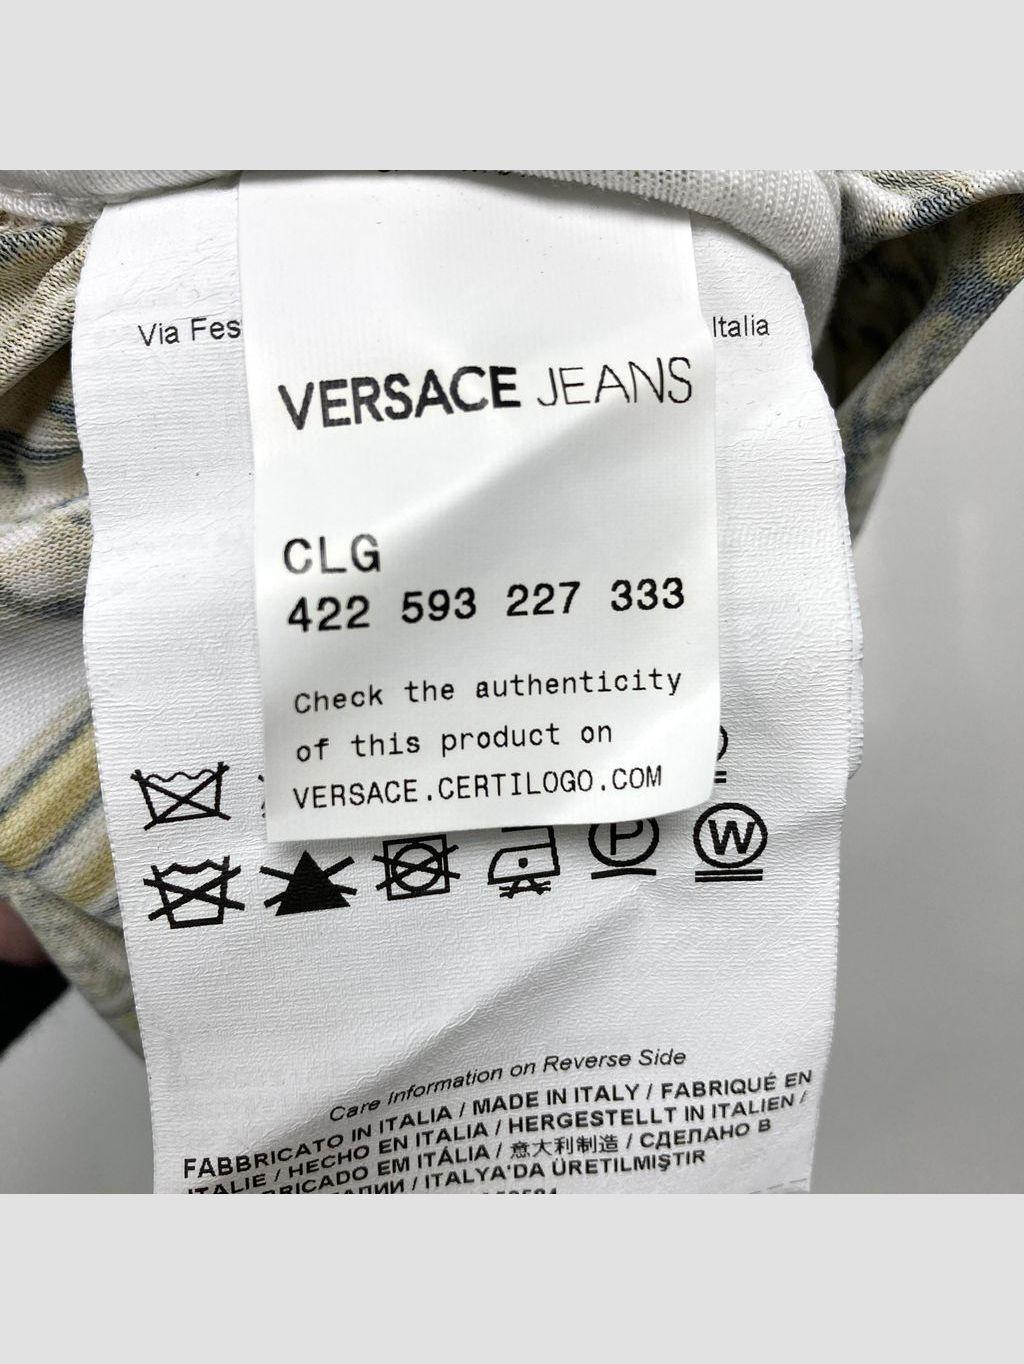 Via Fes
Italia
VERSACE JEANS
CLG
422 593 227 333
Check the authenticity
of this product on
VERSACE.CERTILOGO.COM
P
W
Care Information on Reverse Side
FABBRICATO IN ITALIA / MADE IN ITALY / FABRIQUÉ EN
ITALIE / HECHO EN ITALIA / HERGESTELLT IN ITALIEN /
BRICADO EM ITÁLIA / 意大利制造 / СДЕЛАНО В
ТАЛИИ / ITALYA'DA ÜRETILMIŞTIR